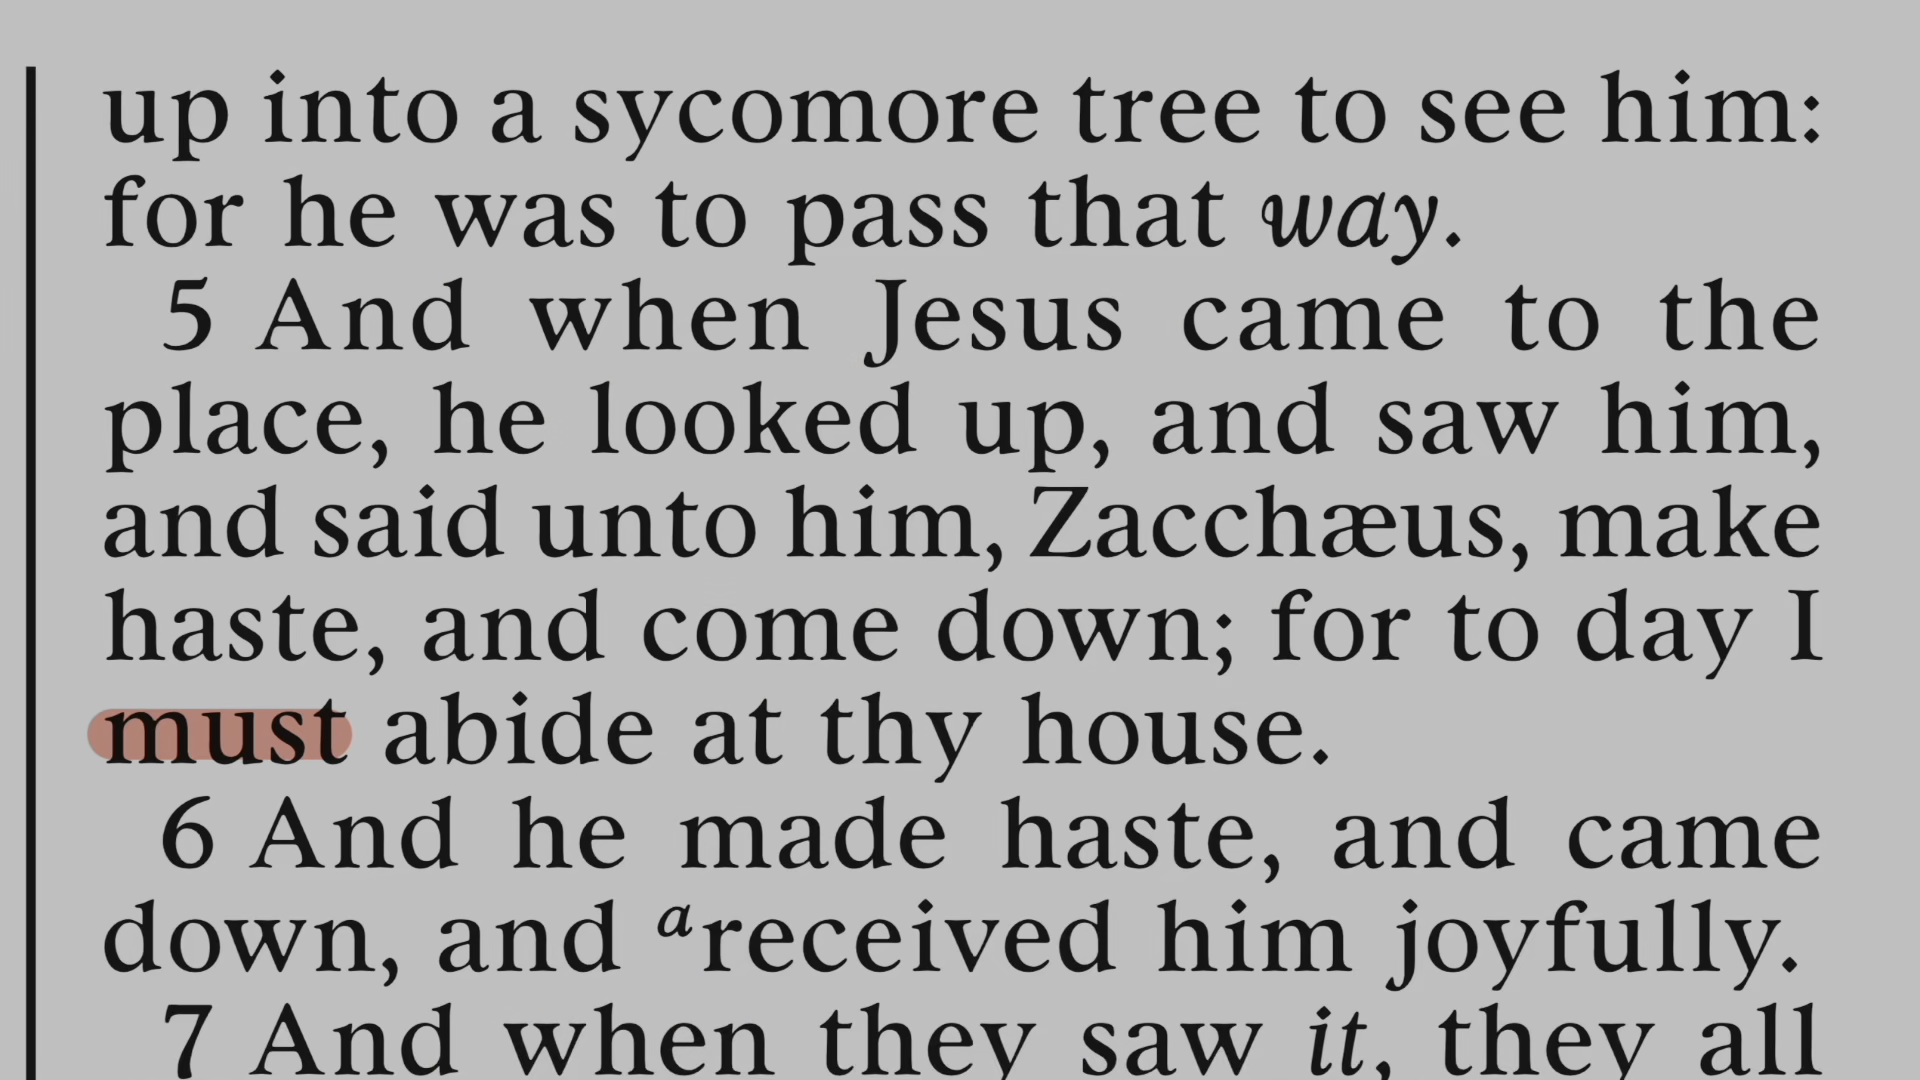 up into a sycomore tree to see him:
for he was to pass that way.
5 And when Jesus came to the
place, he looked up, and saw him,
and said unto him, Zacchæus, make
haste, and come down; for to day I
must abide at thy house.
6 And he made haste, and came
down, and a received him joyfully.
7 And when they saw it, they all